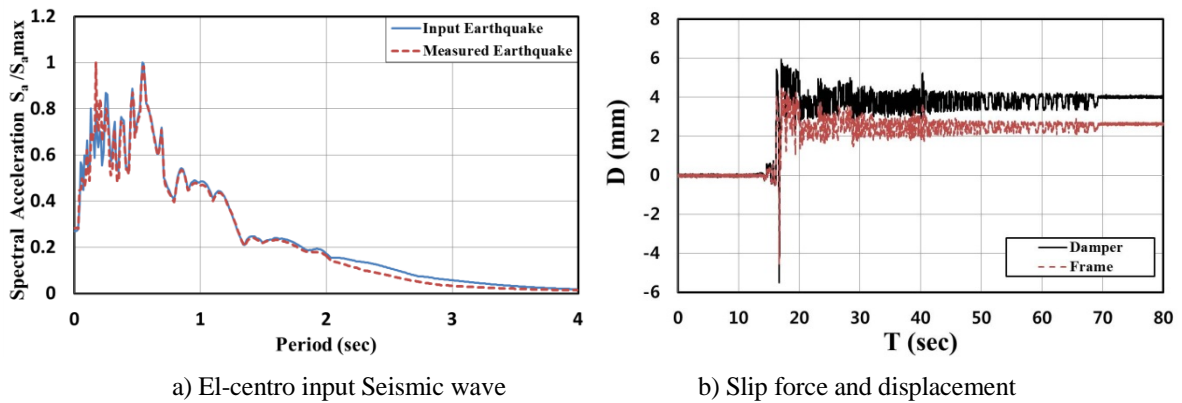 1.2
1
0.8
0.6
0.4
0.2
0
Spectral Acceleration Sa /Samax
Input Earthquake
Measured Earthquake
0 1 2 3 4
Period (sec)
8
6
4
2
0
-2
-4
-6
D (mm)
Damper
Frame
0 10 20 30 40 50 60 70 80
T (sec)
a) El-centro input Seismic wave
b) Slip force and displacement